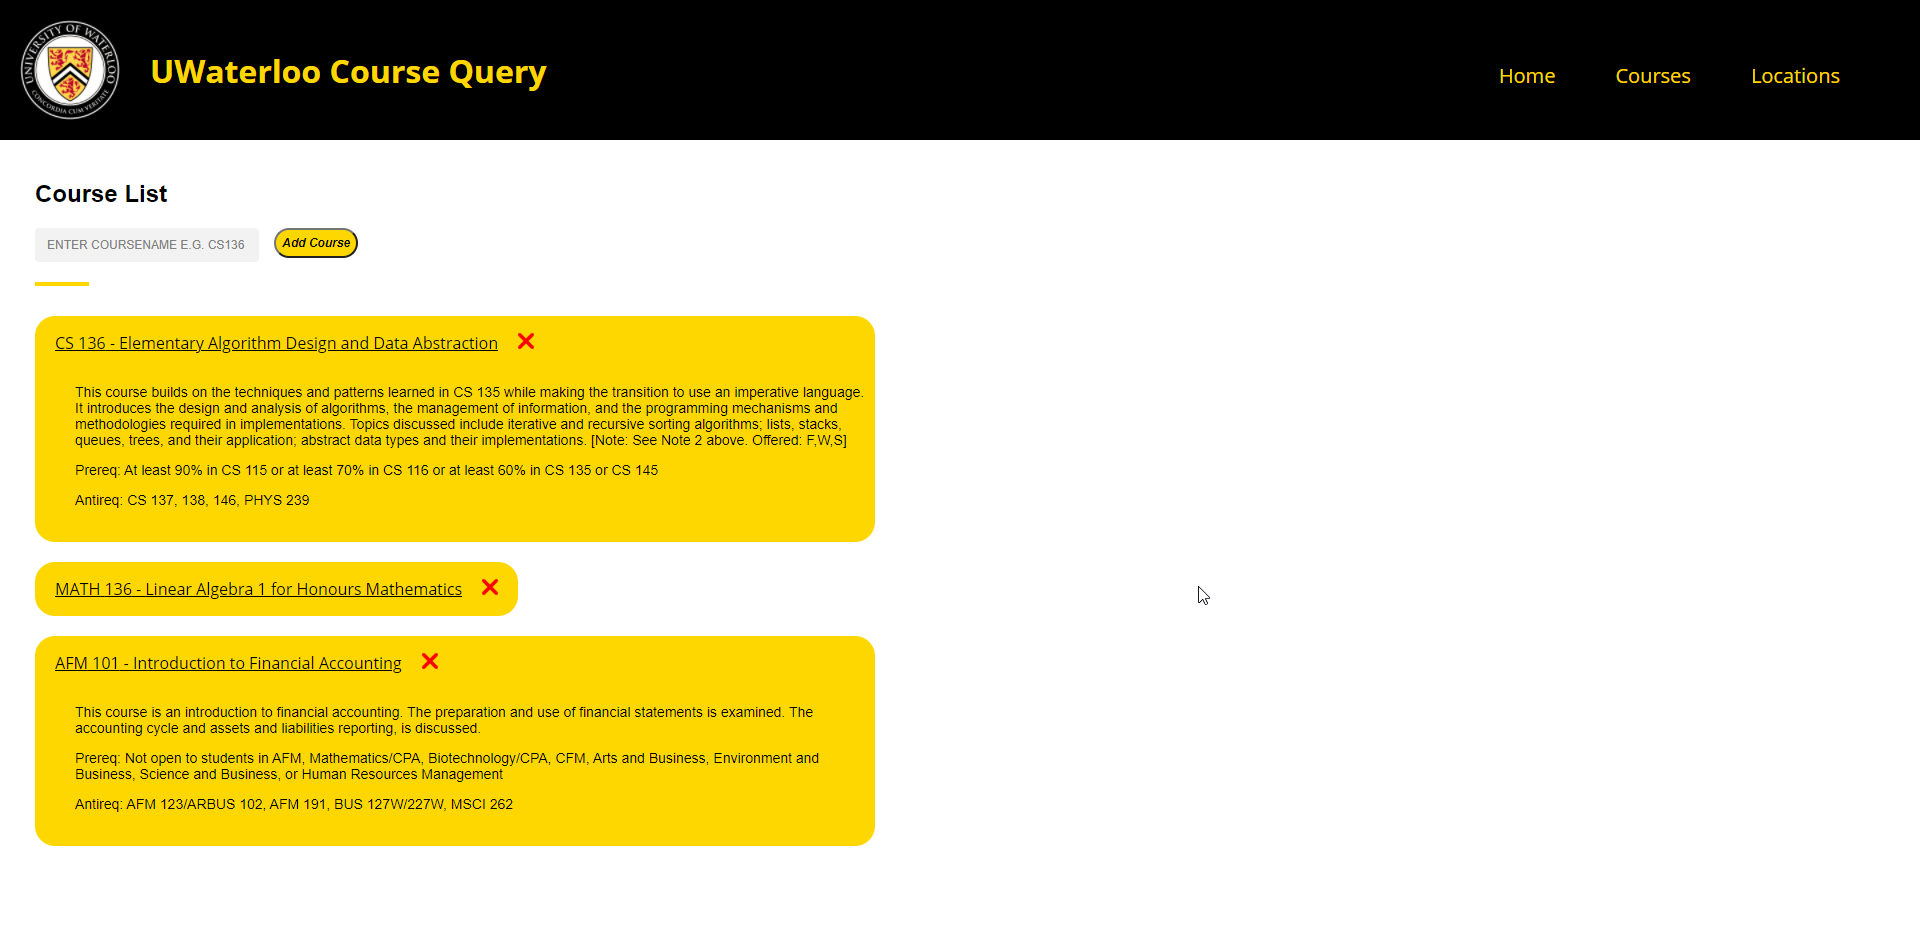 UNIVERSITY OF WATERLOO
CONCORDIA CUM VERITATE
UWaterloo Course Query
Home
Courses
Locations
Course List
ENTER COURSENAME E.G. CS136
Add Course
CS 136 - Elementary Algorithm Design and Data Abstraction
This course builds on the techniques and patterns learned in CS 135 while making the transition to use an imperative language.
It introduces the design and analysis of algorithms, the management of information, and the programming mechanisms and
methodologies required in implementations. Topics discussed include iterative and recursive sorting algorithms; lists, stacks,
queues, trees, and their application; abstract data types and their implementations. [Note: See Note 2 above. Offered: F,W,S]
Prereq: At least 90% in CS 115 or at least 70% in CS 116 or at least 60% in CS 135 or CS 145
Antireq: CS 137, 138, 146, PHYS 239
MATH 136 - Linear Algebra 1 for Honours Mathematics
AFM 101 - Introduction to Financial Accounting
This course is an introduction to financial accounting. The preparation and use of financial statements is examined. The
accounting cycle and assets and liabilities reporting, is discussed.
Prereq: Not open to students in AFM, Mathematics/CPA, Biotechnology/CPA, CFM, Arts and Business, Environment and
Business, Science and Business, or Human Resources Management
Antireq: AFM 123/ARBUS 102, AFM 191, BUS 127W/227W, MSCI 262